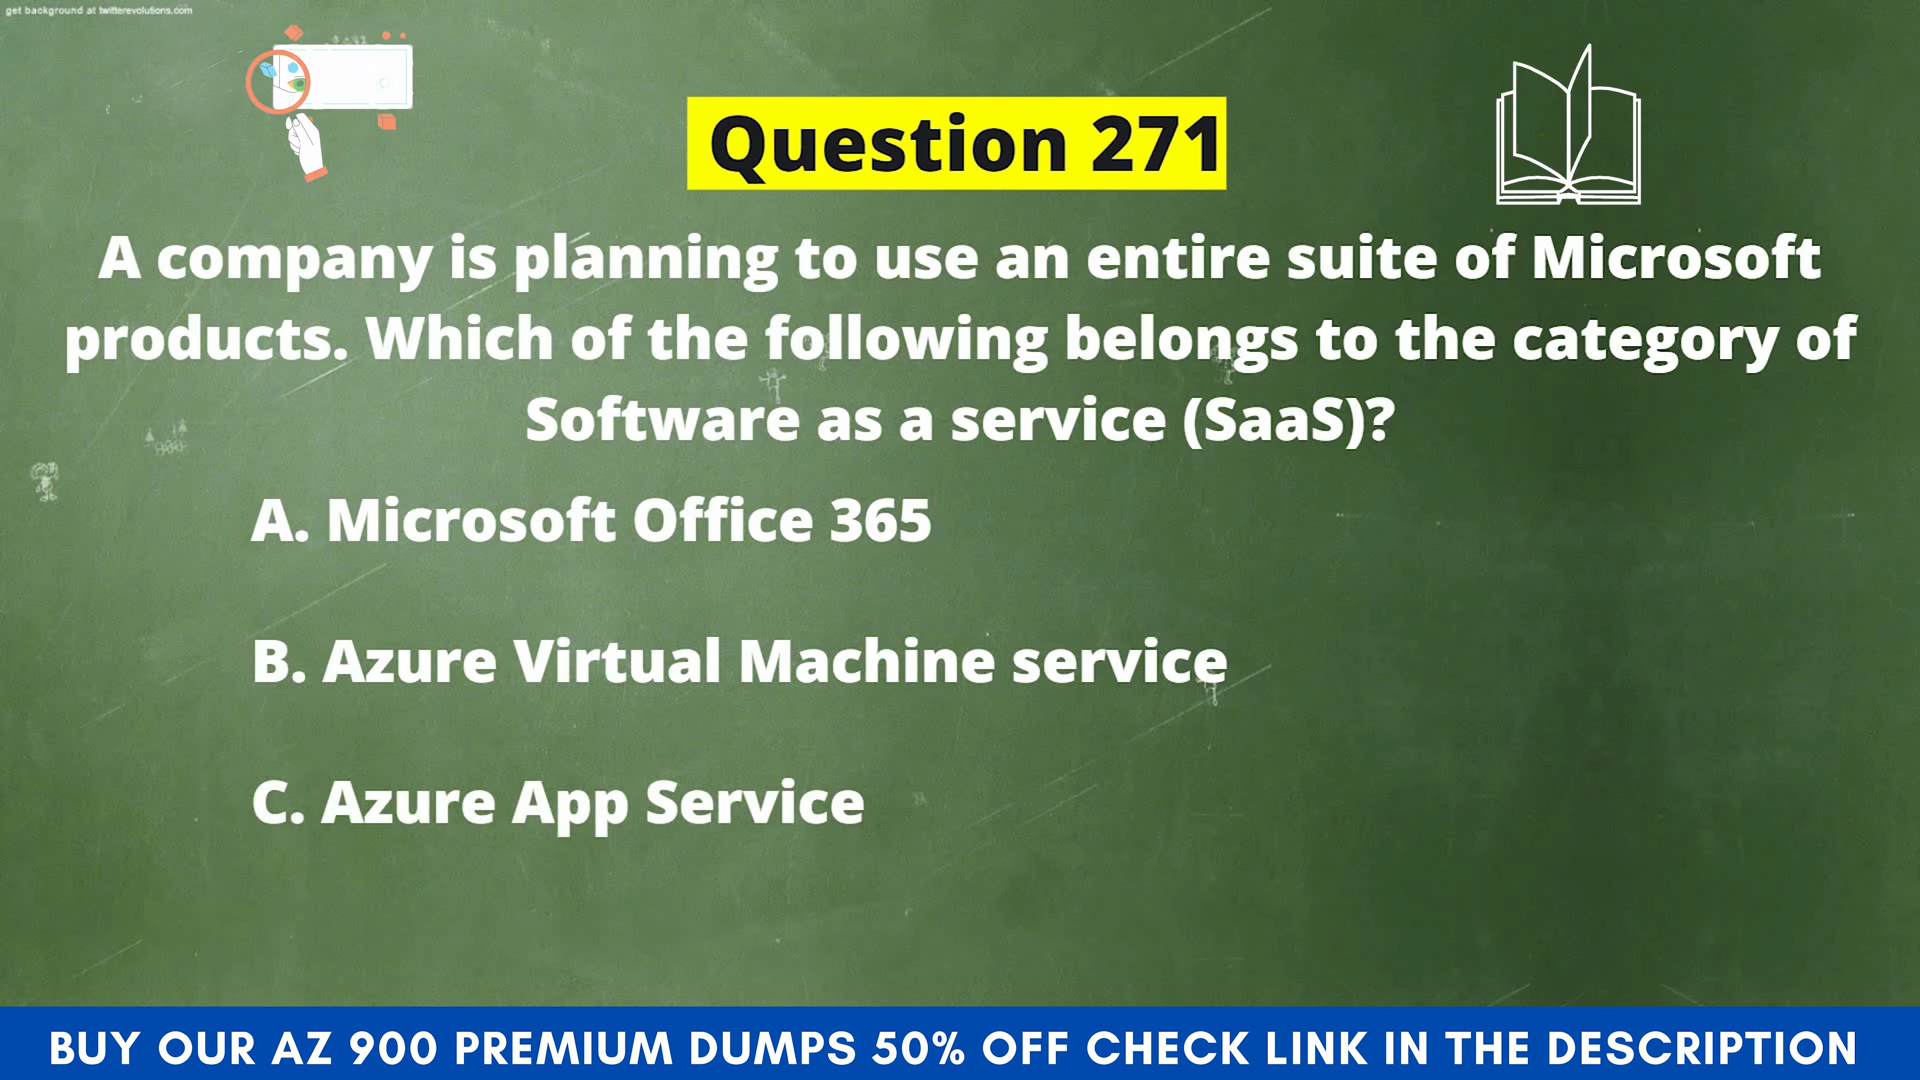 get background at twitterevolutions.com
Question 271
A company is planning to use an entire suite of Microsoft
products. Which of the following belongs to the category of
Software as a service (SaaS)?
A. Microsoft Office 365
B. Azure Virtual Machine service
C. Azure App Service
BUY OUR AZ 900 PREMIUM DUMPS 50% OFF CHECK LINK IN THE DESCRIPTION